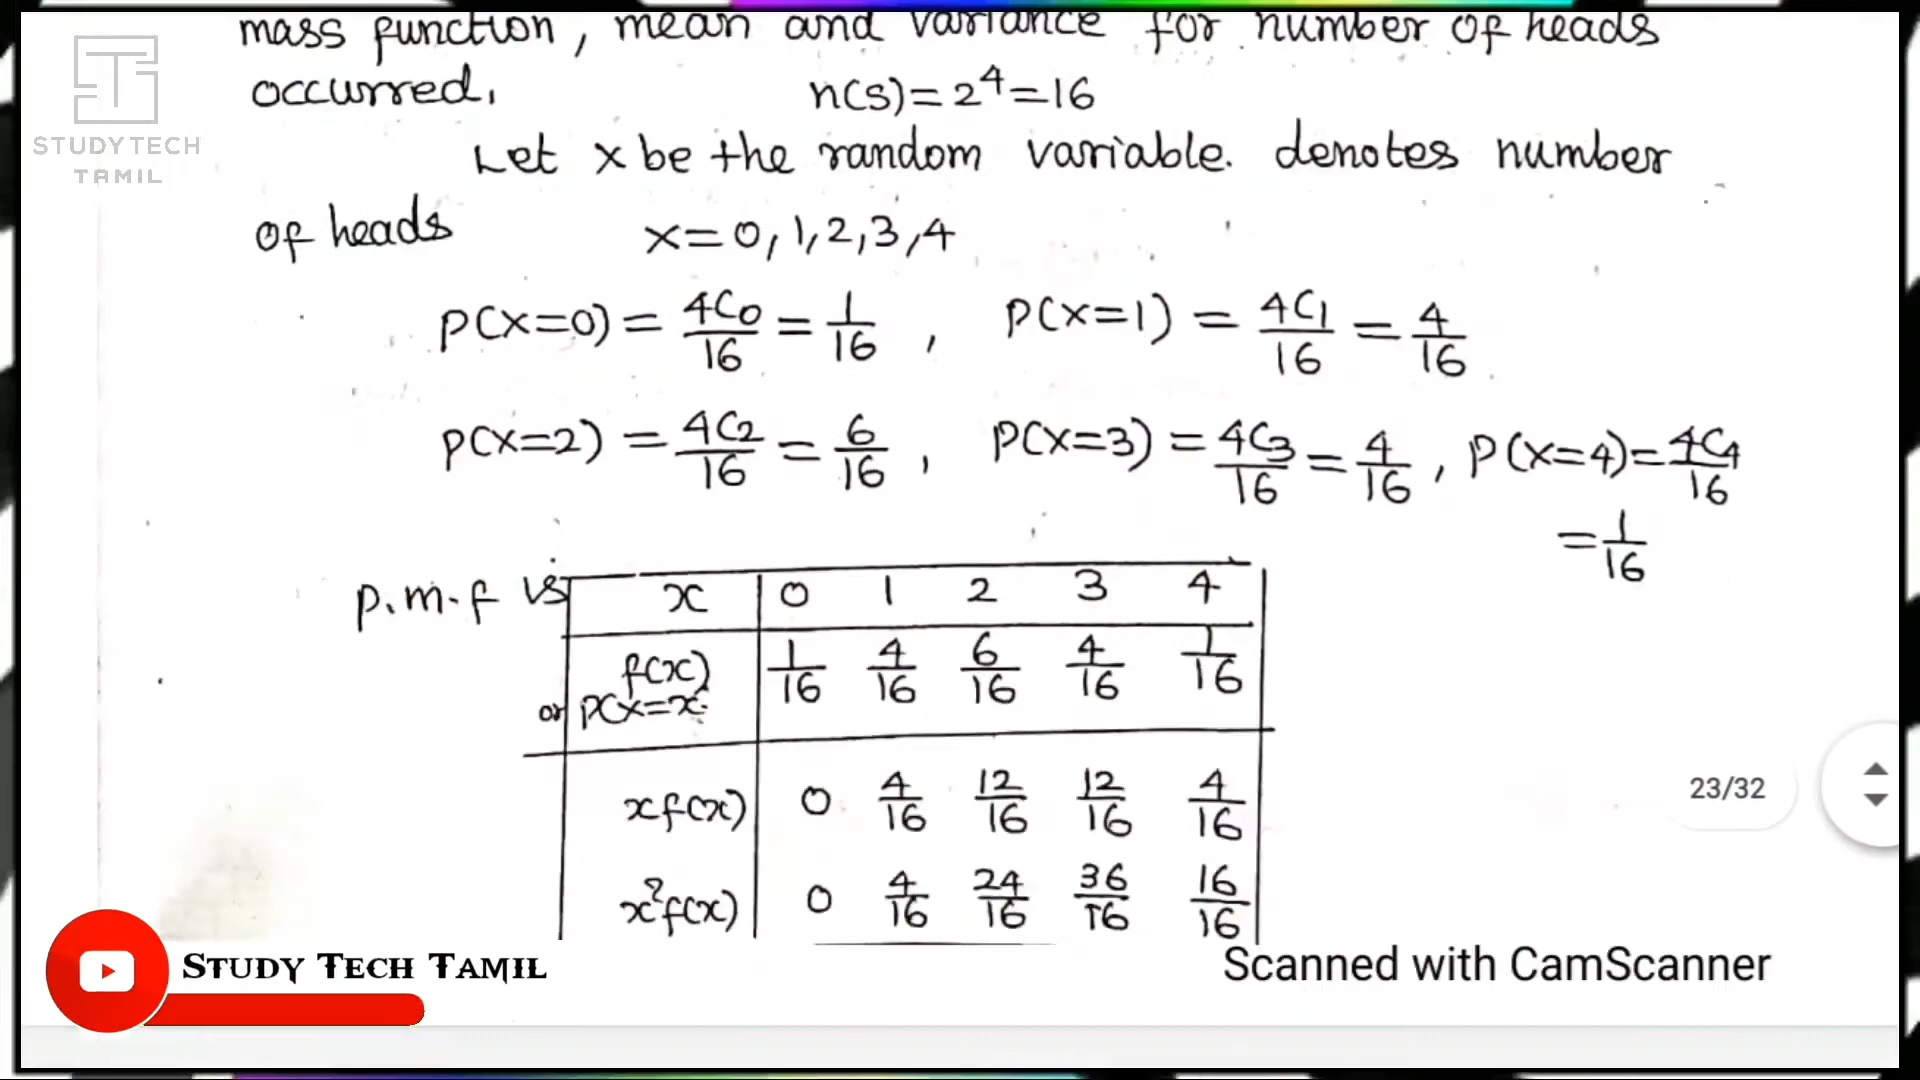 mass function, mean and variance for number of heads
occurred. n(s)=2^4=16
Let x be the random variable. denotes number
of heads x=0,1,2,3,4
P(X=0) = 4C0/16 = 1/16 , P(X=1) = 4C1/16 = 4/16
P(X=2) = 4C2/16 = 6/16 , P(X=3) = 4C3/16 = 4/16 , P(X=4) = 4C4/16
= 1/16
p.m.f is x 0 1 2 3 4
f(x) or P(X=x 1/16 4/16 6/16 4/16 1/16
xf(x) 0 4/16 12/16 12/16 4/16
x²f(x) 0 4/16 24/16 36/16 16/16
STUDYTECH
TAMIL
23/32
STUDY TECH TAMIL
Scanned with CamScanner